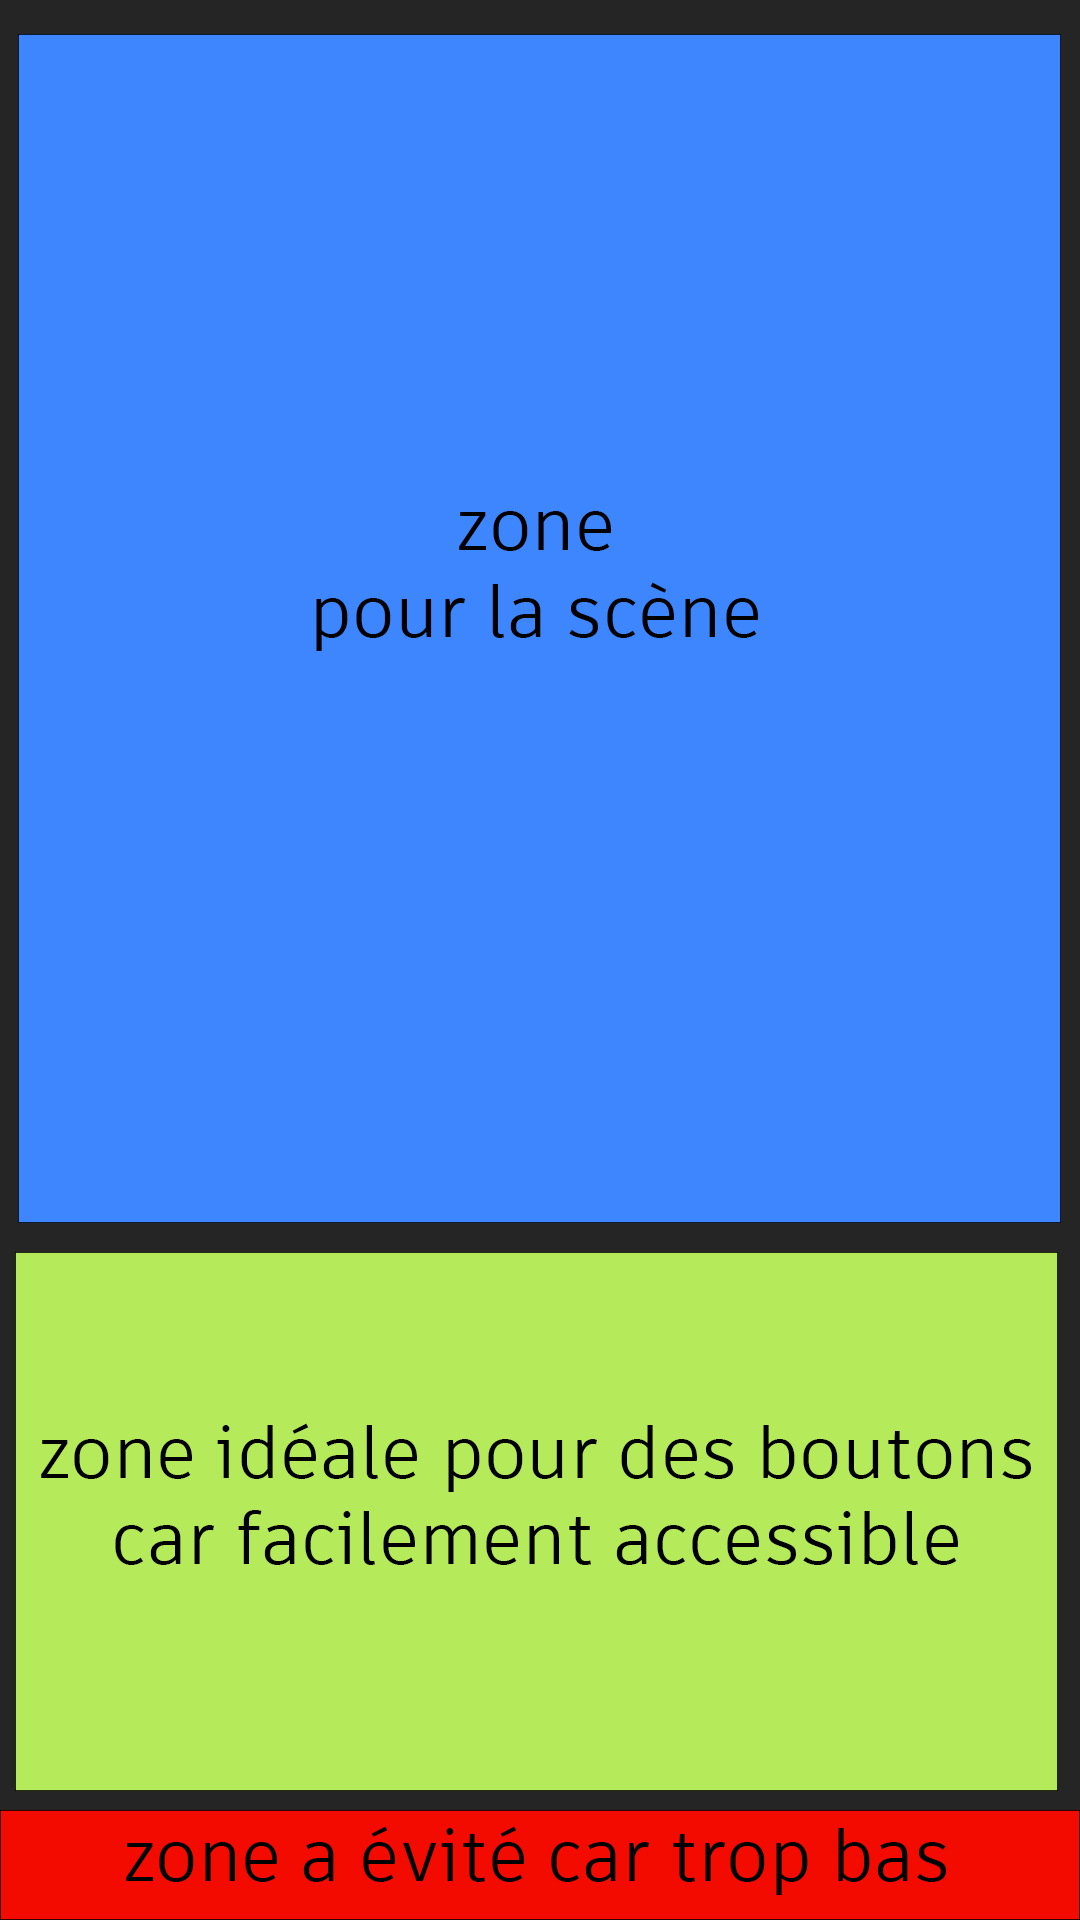 zone
pour la scène
zone idéale pour des boutons
car facilement accessible
zone a évité car trop bas